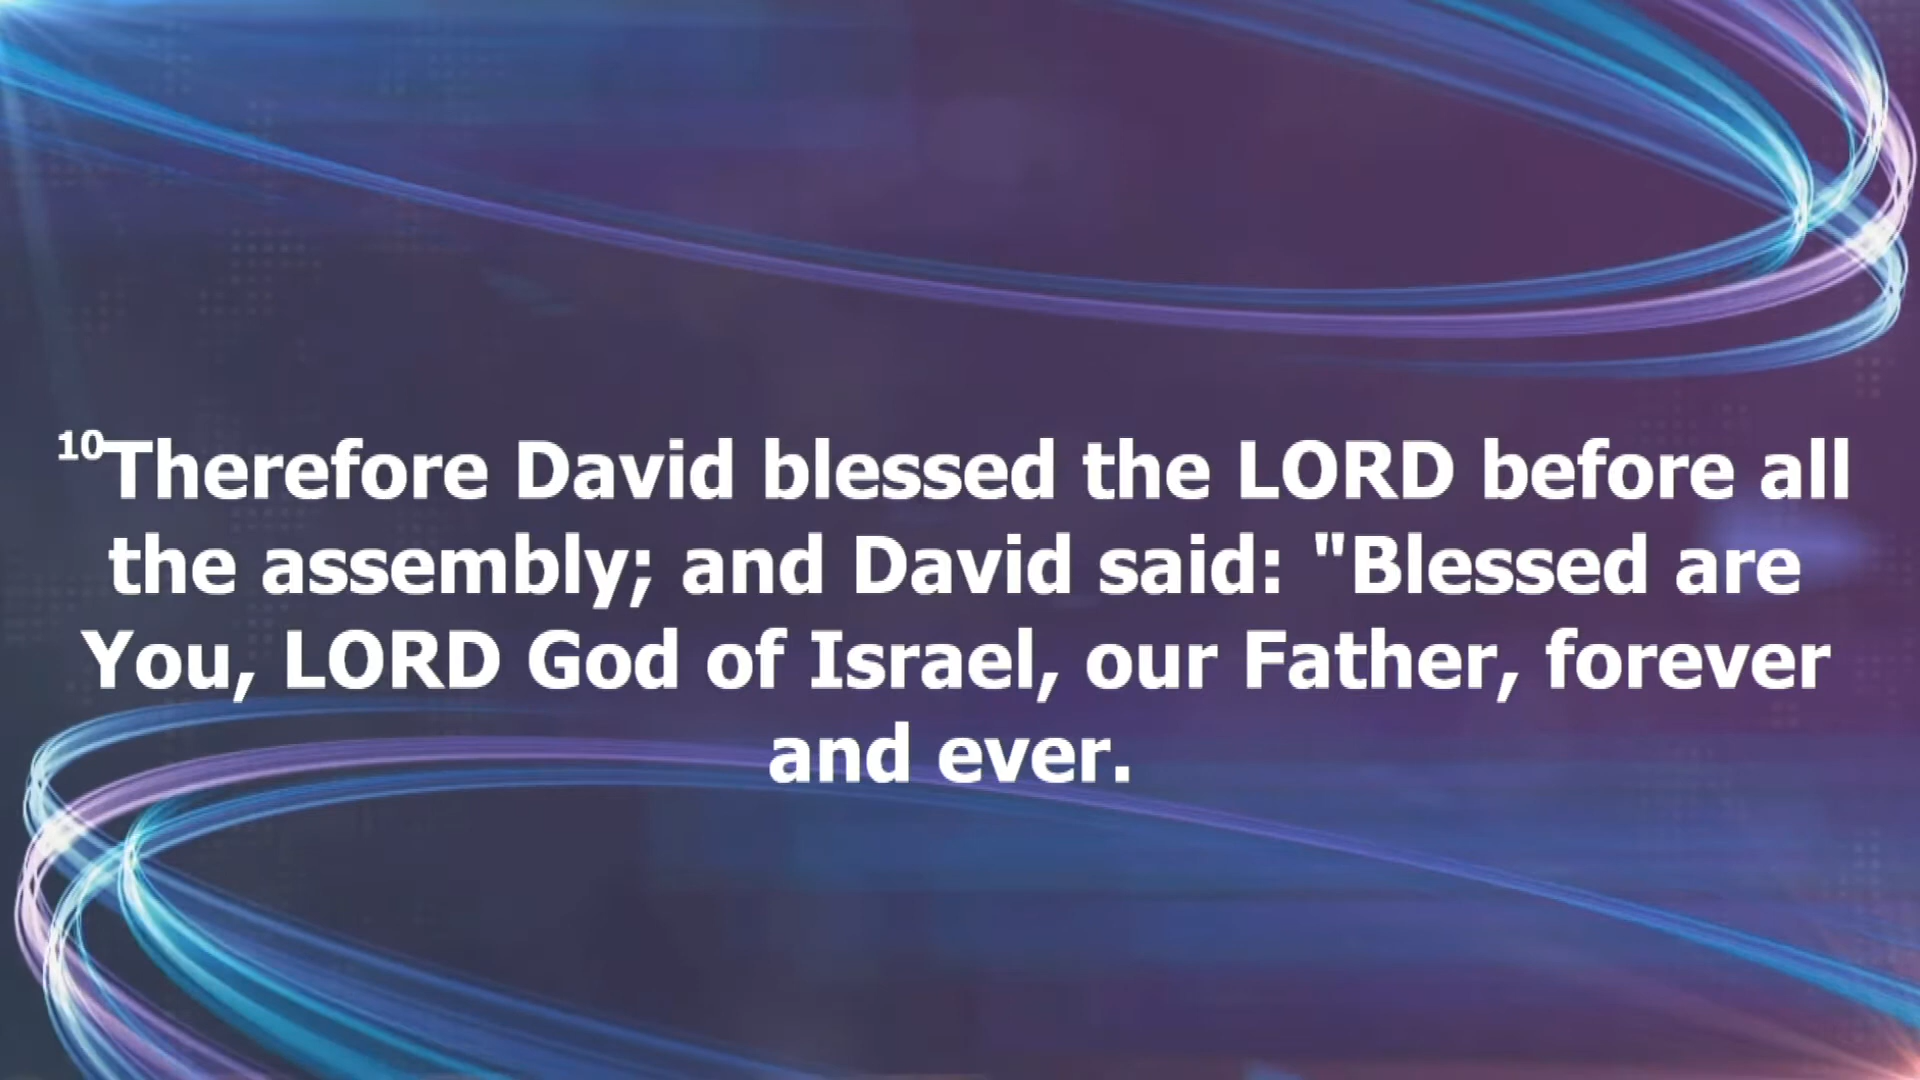 10Therefore David blessed the LORD before all
the assembly; and David said: "Blessed are
You, LORD God of Israel, our Father, forever
and ever.